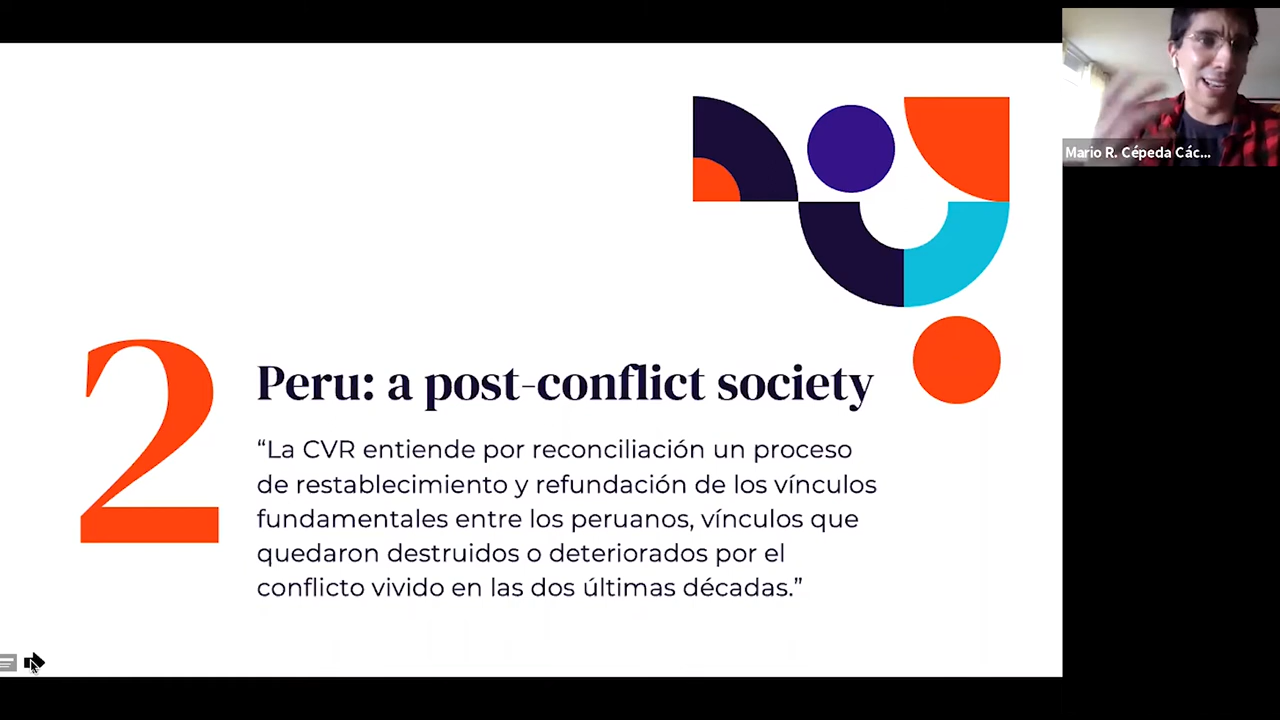 Mario R. Cépeda Các...
2
Peru: a post-conflict society
“La CVR entiende por reconciliación un proceso
de restablecimiento y refundación de los vínculos
fundamentales entre los peruanos, vínculos que
quedaron destruidos o deteriorados por el
conflicto vivido en las dos últimas décadas.”